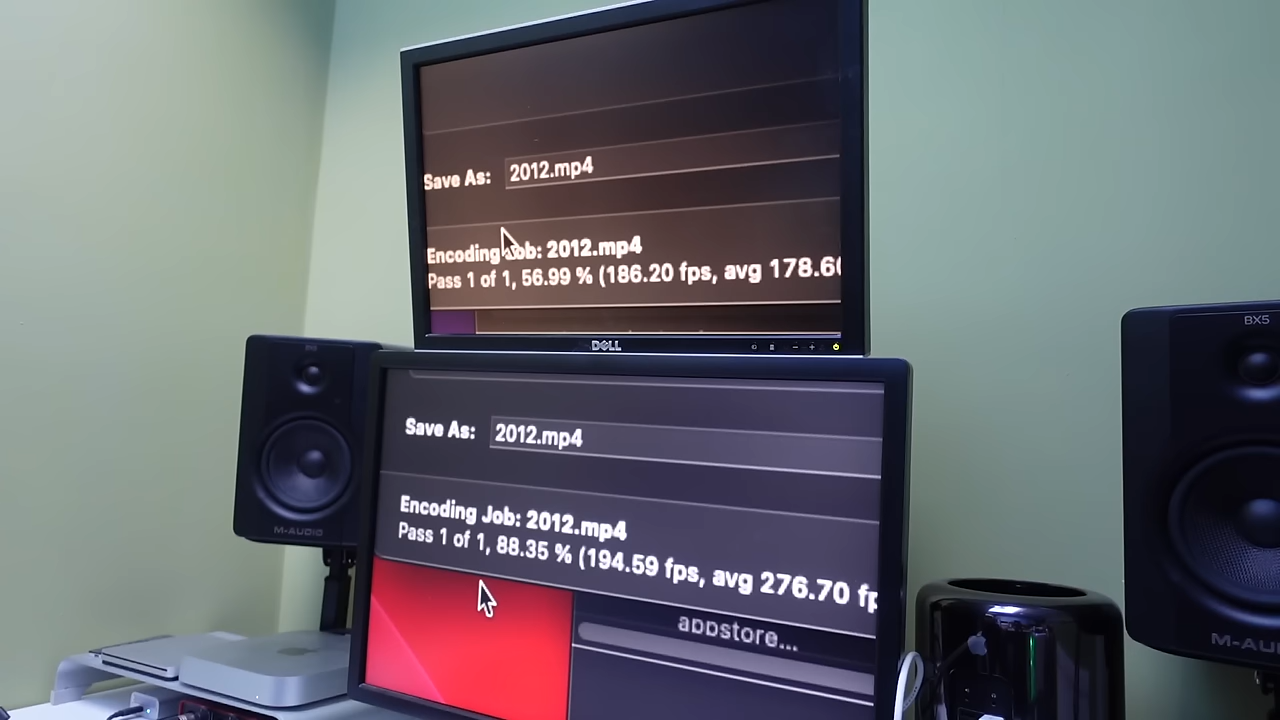 Save As: 2012.mp4
Encoding Job: 2012.mp4
Pass 1 of 1, 56.99 % (186.20 fps, avg 178.60
DELL
BX5
Save As: 2012.mp4
Encoding Job: 2012.mp4
Pass 1 of 1, 88.35 % (194.59 fps, avg 276.70 fp
appstore...
M-AUDIO
M-AU